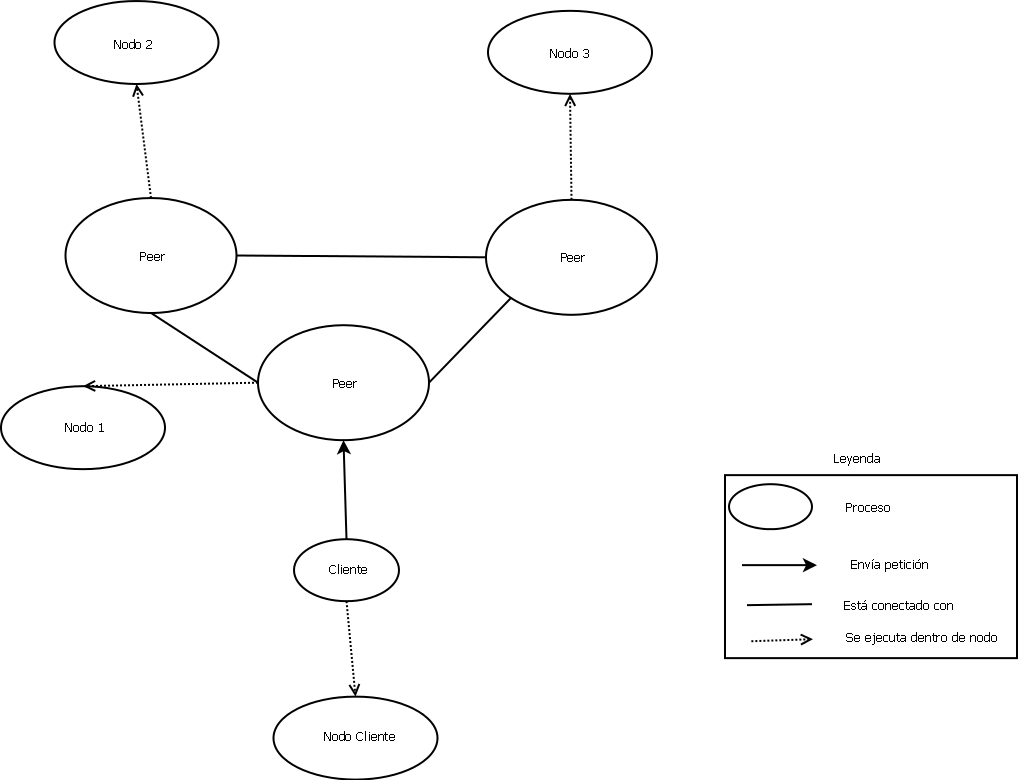 Nodo 2
Nodo 3
Peer
Peer
Peer
Nodo 1
Leyenda
Proceso
Envía petición
Cliente
Está conectado con
Se ejecuta dentro de nodo
Nodo Cliente